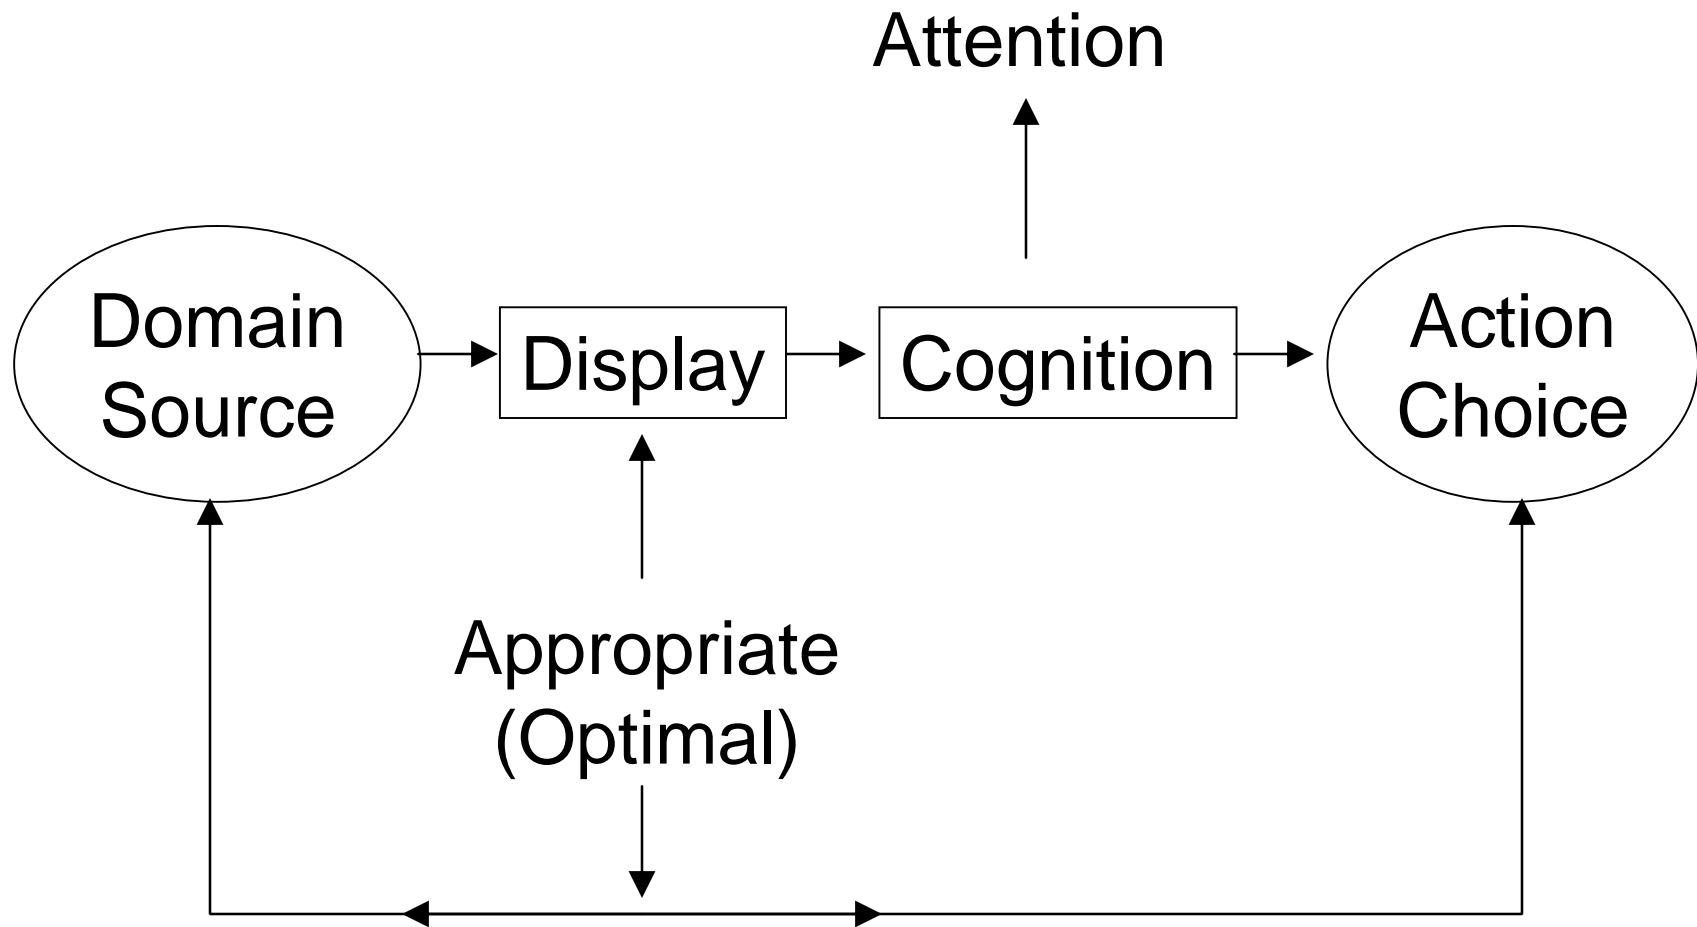 Attention
Domain
Source
Display
Cognition
Action
Choice
Appropriate
(Optimal)